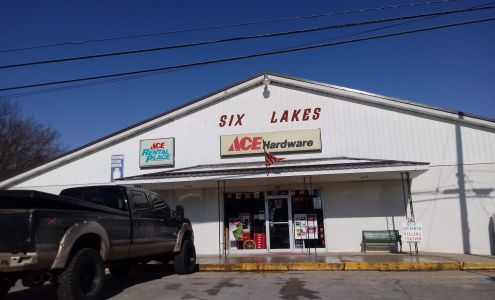 SIX LAKES
ACE Hardware
ACE
RENTAL
PLACE